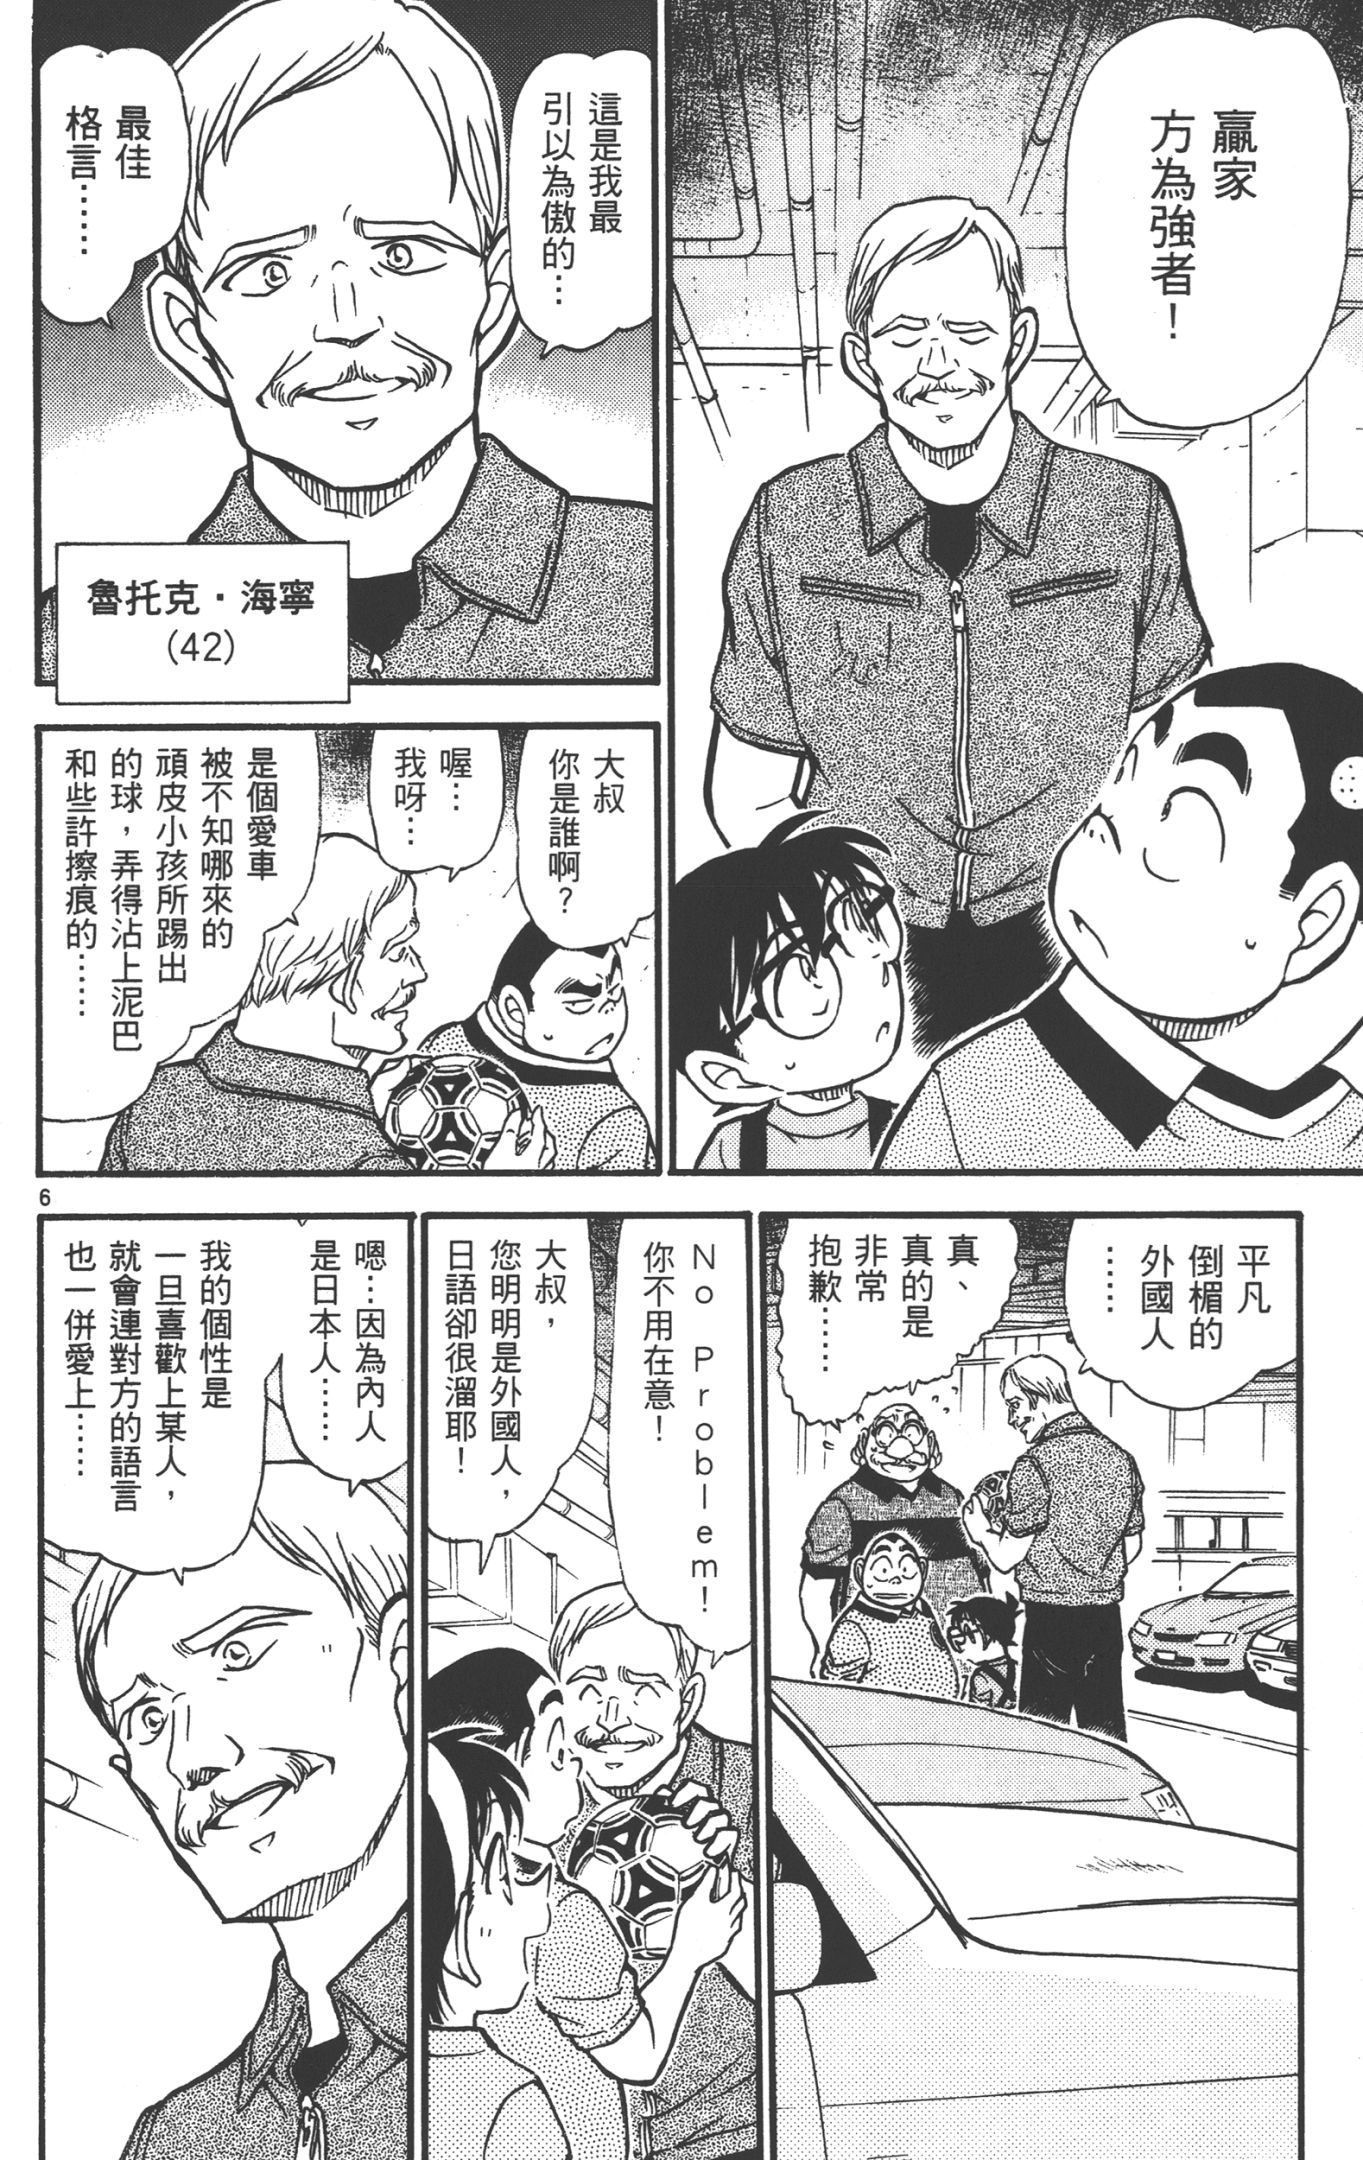 贏家
方為強者！
這是我最
引以為傲的…
最佳
格言……
魯托克·海寧
(42)
大叔
你是誰啊？
喔…
我呀…
是個愛車
被不知哪來的
頑皮小孩所踢出
的球，弄得沾上泥巴
和些許擦痕的……
6
平凡
倒楣的
外國人
……
真、
真的是
非常
抱歉……
No Problem！
你不用在意！
大叔，
您明明是外國人，
日語卻很溜耶！
嗯…因為內人
是日本人……
我的個性是
一旦喜歡上某人，
就會連對方的語言
也一併愛上……